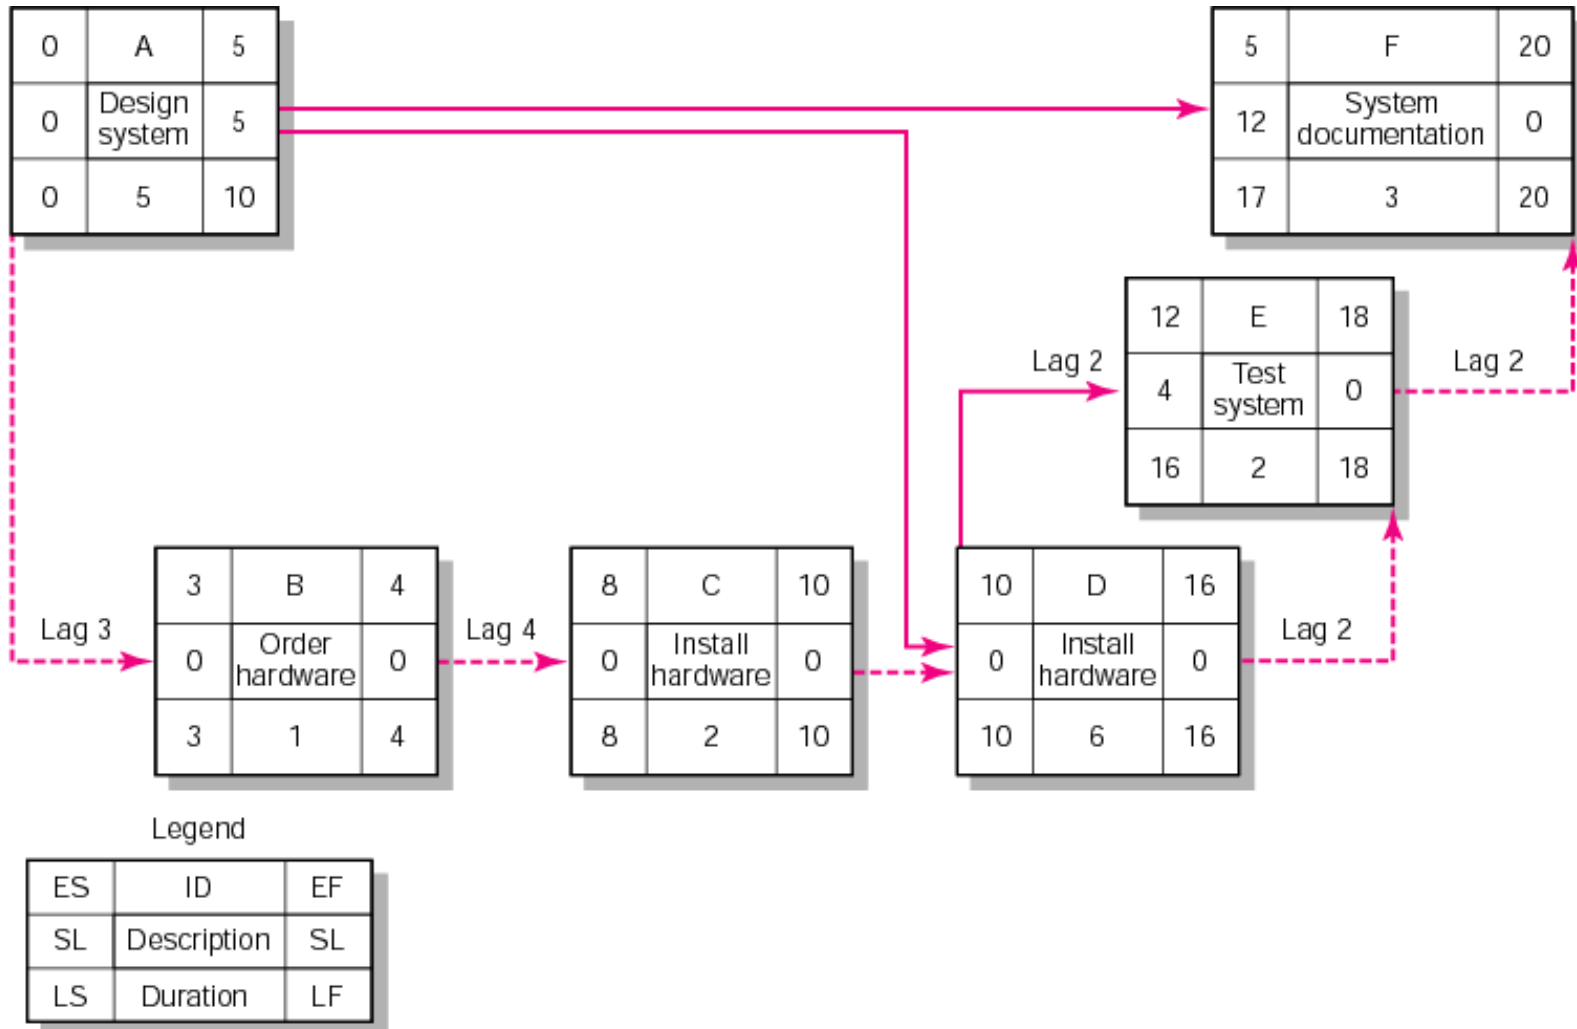 0 A 5
0 Design system 5
0 5 10
5 F 20
12 System documentation 0
17 3 20
12 E 18
Lag 2
4 Test system 0
Lag 2
16 2 18
3 B 4
Lag 3
0 Order hardware 0
3 1 4
Lag 4
8 C 10
0 Install hardware 0
8 2 10
10 D 16
0 Install hardware 0
10 6 16
Lag 2
Legend
ES ID EF
SL Description SL
LS Duration LF